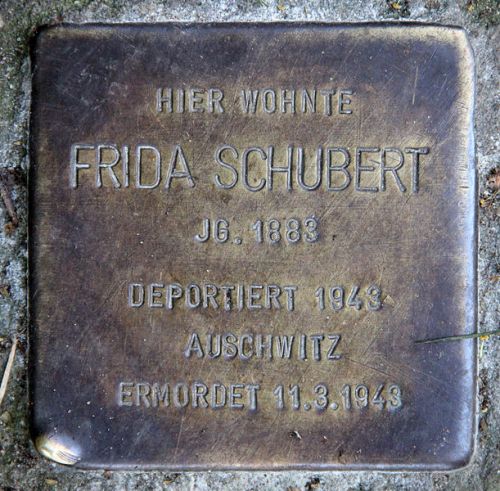 HIER WOHNTE
FRIDA SCHUBERT
JG. 1883
DEPORTIERT 1943
AUSCHWITZ
ERMORDET 11.3.1943